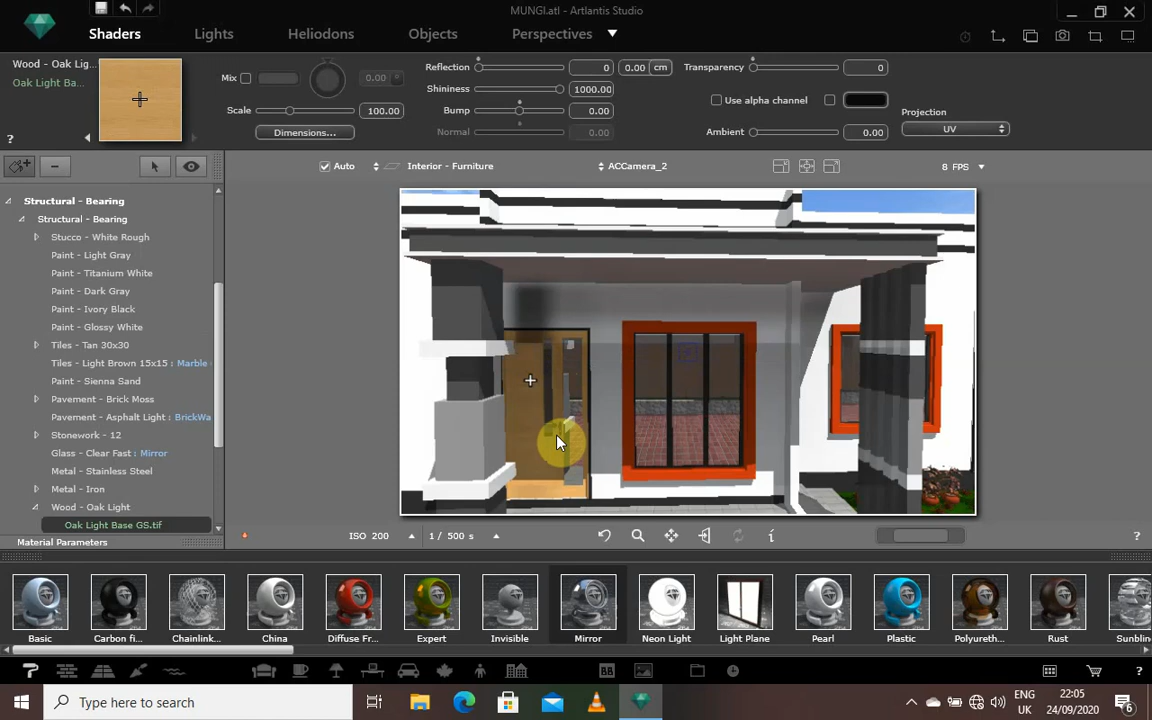 MUNGI.atl - Artlantis Studio
Shaders Lights Heliodons Objects Perspectives
Wood - Oak Lig...
Oak Light Ba...
?
Mix 0.00 °
Scale 100.00
Dimensions...
Reflection 0 0.00 cm
Shininess 1000.00
Bump 0.00
Normal 0.00
Transparency 0
Use alpha channel
Ambient 0.00
Projection
UV
Auto Interior - Furniture ACCamera_2 8 FPS
Structural - Bearing
Structural - Bearing
Stucco - White Rough
Paint - Light Gray
Paint - Titanium White
Paint - Dark Gray
Paint - Ivory Black
Paint - Glossy White
Tiles - Tan 30x30
Tiles - Light Brown 15x15 : Marble
Paint - Sienna Sand
Pavement - Brick Moss
Pavement - Asphalt Light : BrickWa
Stonework - 12
Glass - Clear Fast : Mirror
Metal - Stainless Steel
Metal - Iron
Wood - Oak Light
Oak Light Base GS.tif
Material Parameters
ISO 200 1 / 500 s i ?
Basic Carbon fi... Chainlink... China Diffuse Fr... Expert Invisible Mirror Neon Light Light Plane Pearl Plastic Polyureth... Rust Sunblin
?
Type here to search
ENG
UK
22:05
24/09/2020
6